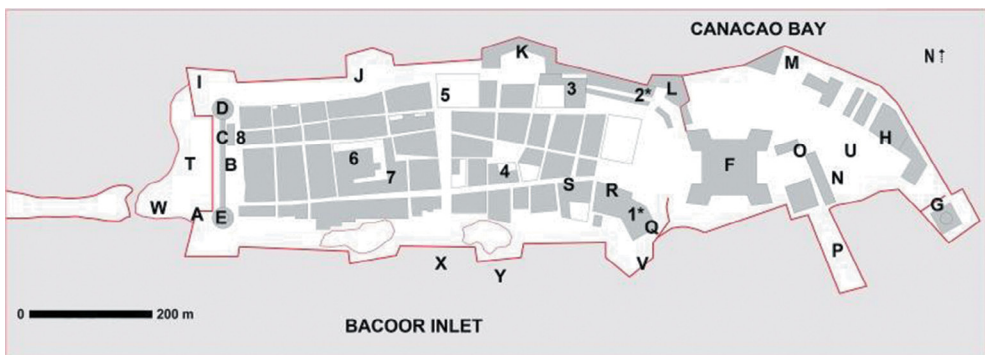 CANACAO BAY
N↑
K
M
I
J
L
5
3
2*
D
C
8
H
T
B
6
4
F
O
U
7
S
R
N
W
A
E
1*
Q
G
P
X
Y
V
0
200 m
BACOOR INLET